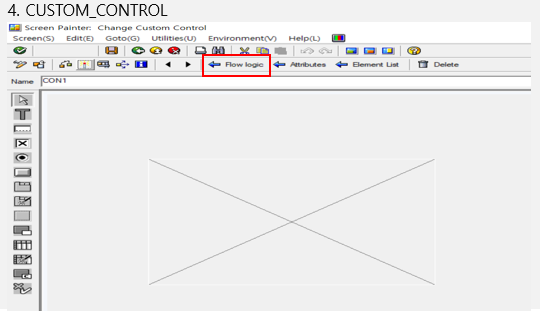 4. CUSTOM_CONTROL
Screen Painter: Change Custom Control
Screen(S) Edit(E) Goto(G) Utilities(U) Environment(V) Help(L)
Flow logic Attributes Element List Delete
Name CON1